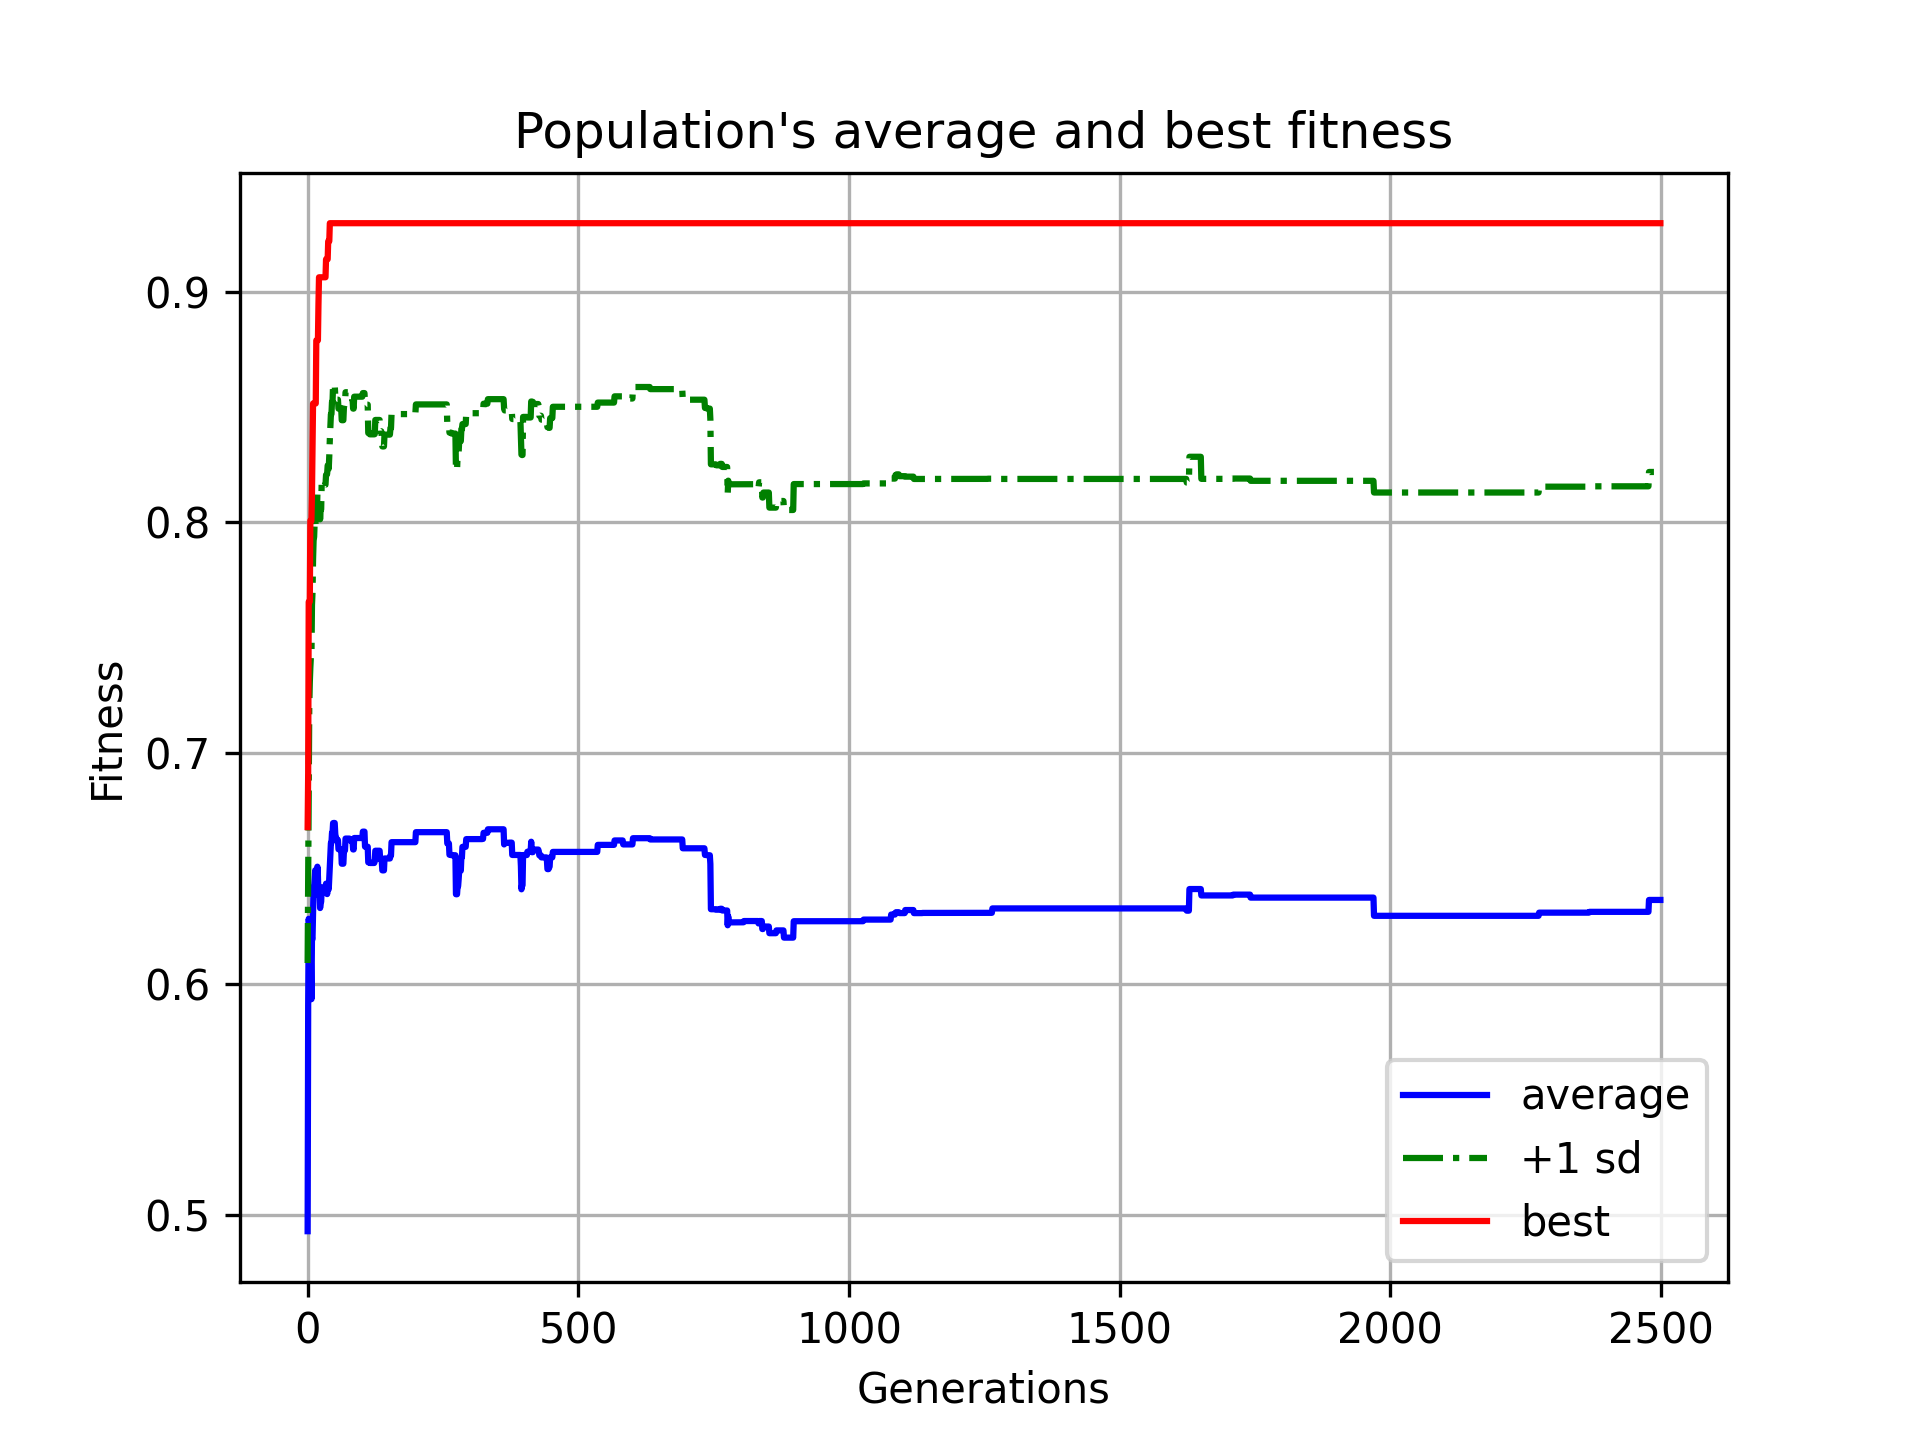 Population's average and best fitness
0.9
0.8
0.7
0.6
0.5
Fitness
0 500 1000 1500 2000 2500
Generations
average
+1 sd
best